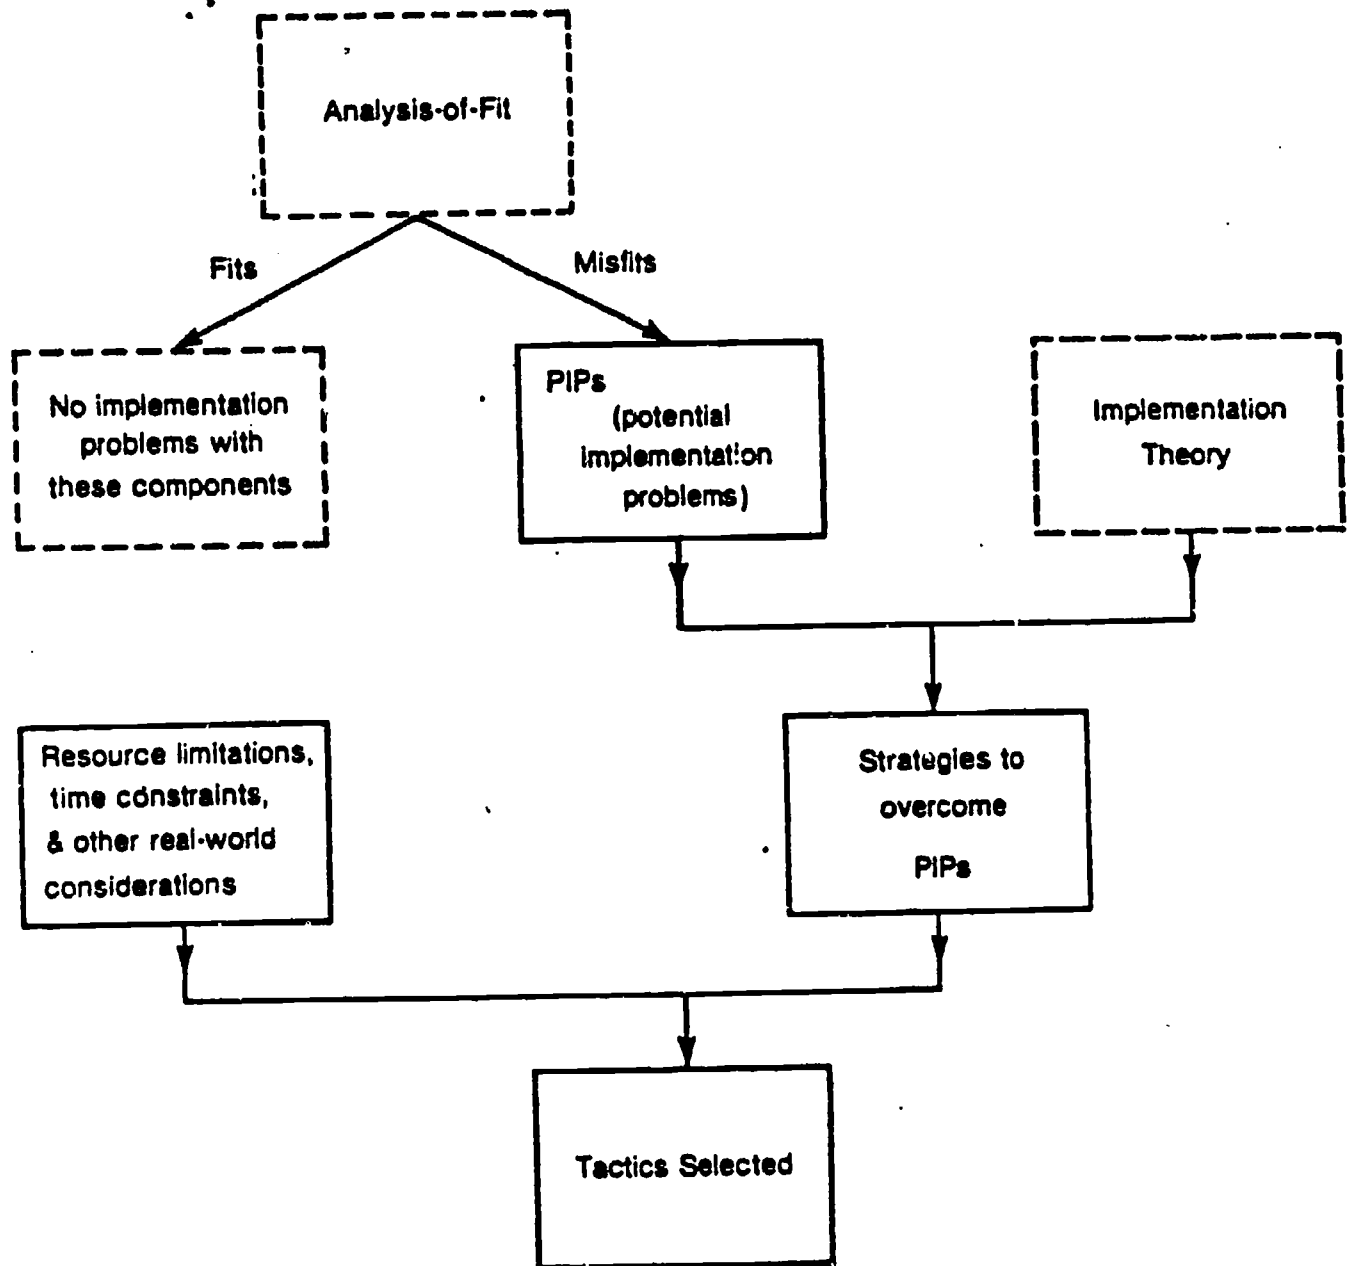 Analysis-of-Fit
Fits
Misfits
No implementation
problems with
these components
PIPs
(potential
implementation
problems)
Implementation
Theory
Resource limitations,
time constraints,
& other real-world
considerations
Strategies to
overcome
PIPs
Tactics Selected